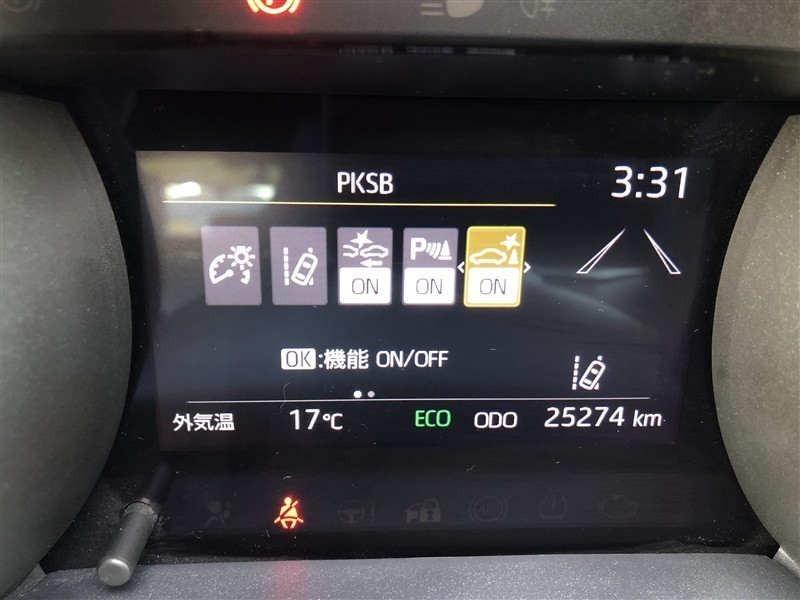 PKSB 3:31
P ON ON ON
OK:機能 ON/OFF
外気温 17℃ ECO ODO 25274 km